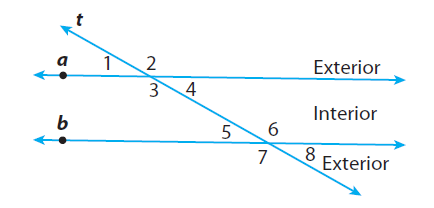 t
a 1 2 Exterior
3 4
Interior
b 5 6
7 8 Exterior